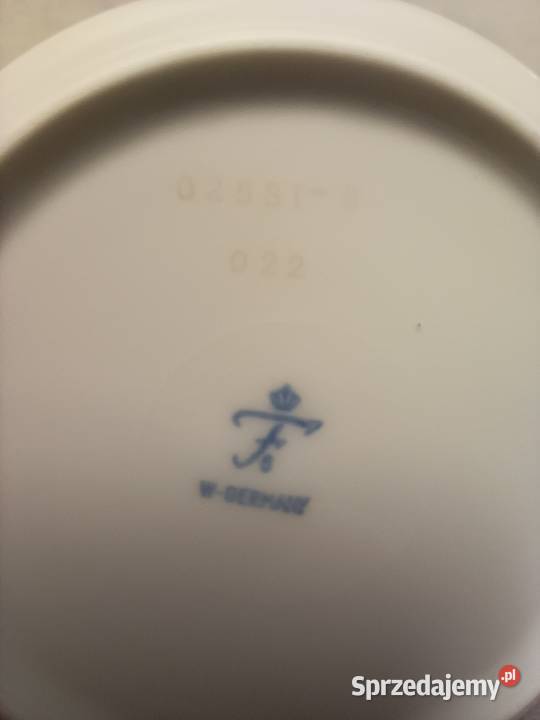 022
F
W-GERMANY
Sprzedajemy.pl